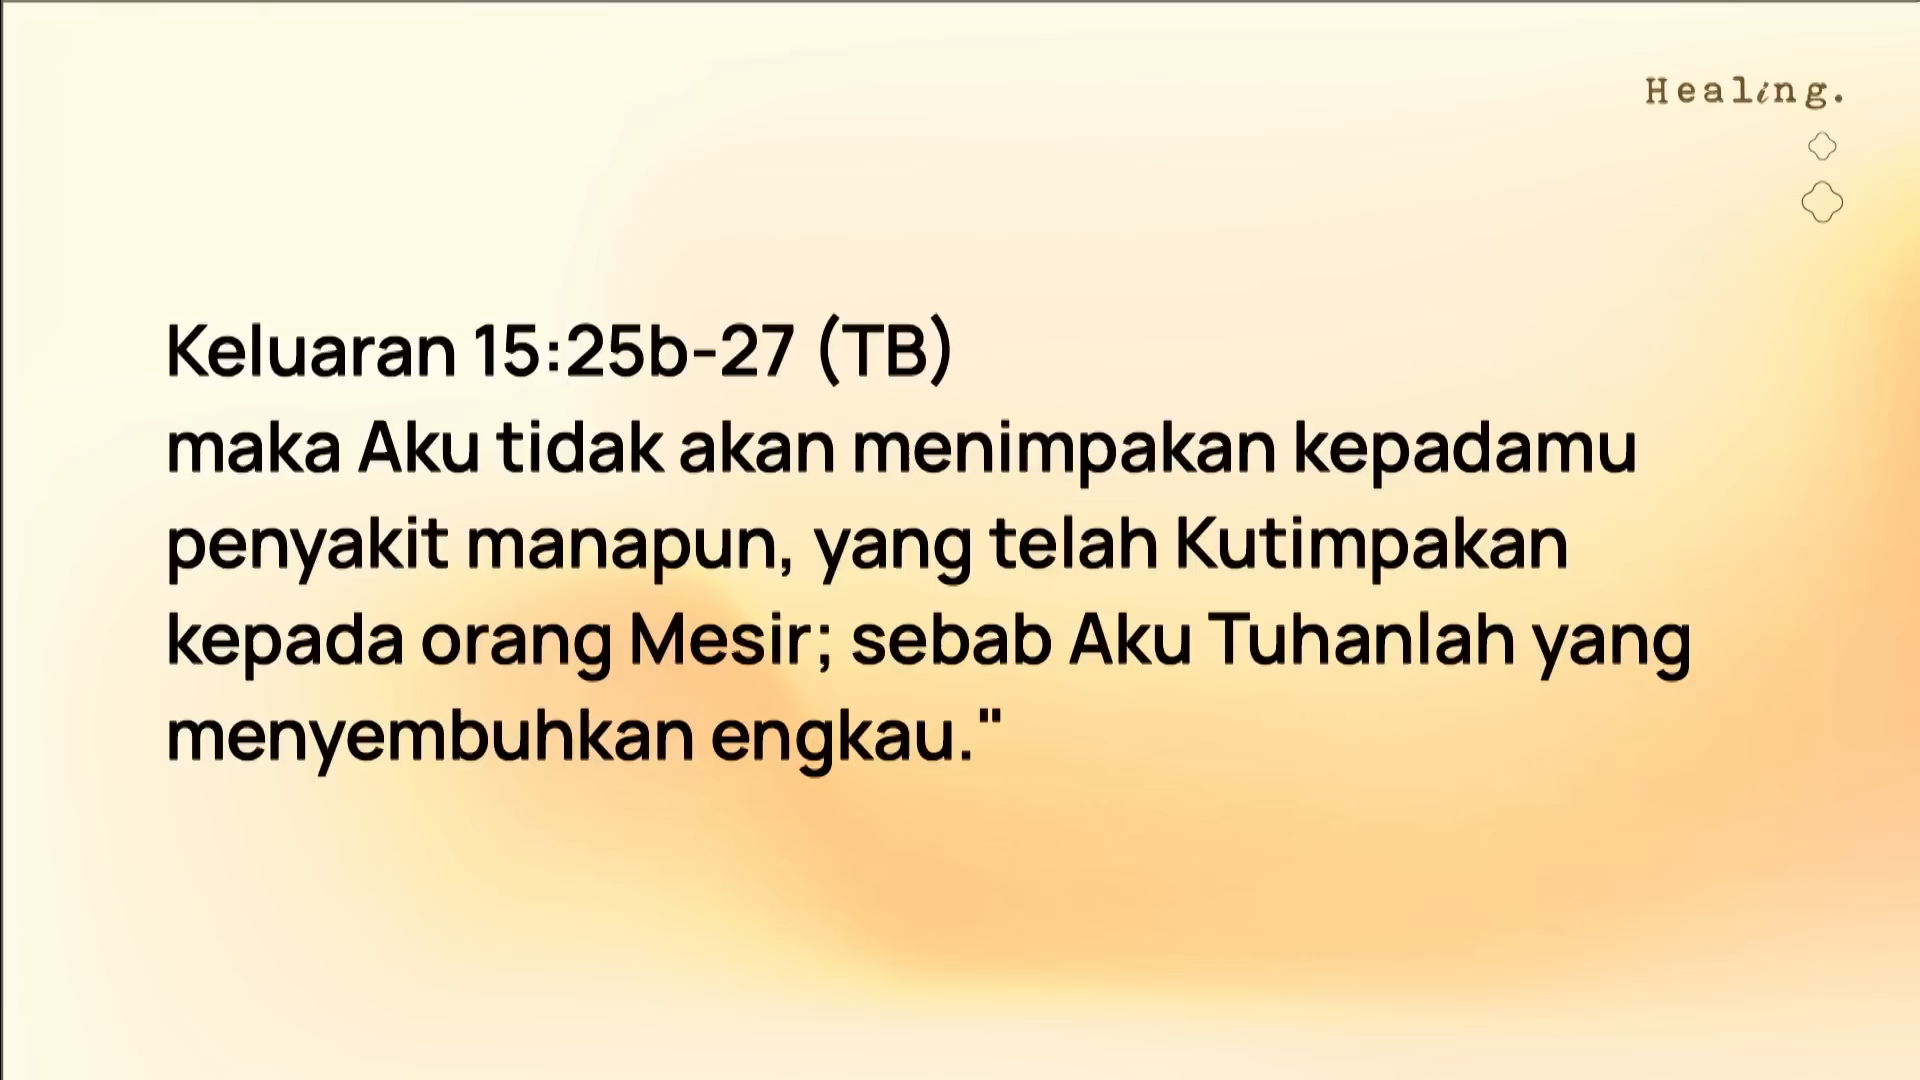 Healing.
Keluaran 15:25b-27 (TB)
maka Aku tidak akan menimpakan kepadamu
penyakit manapun, yang telah Kutimpakan
kepada orang Mesir; sebab Aku Tuhanlah yang
menyembuhkan engkau."